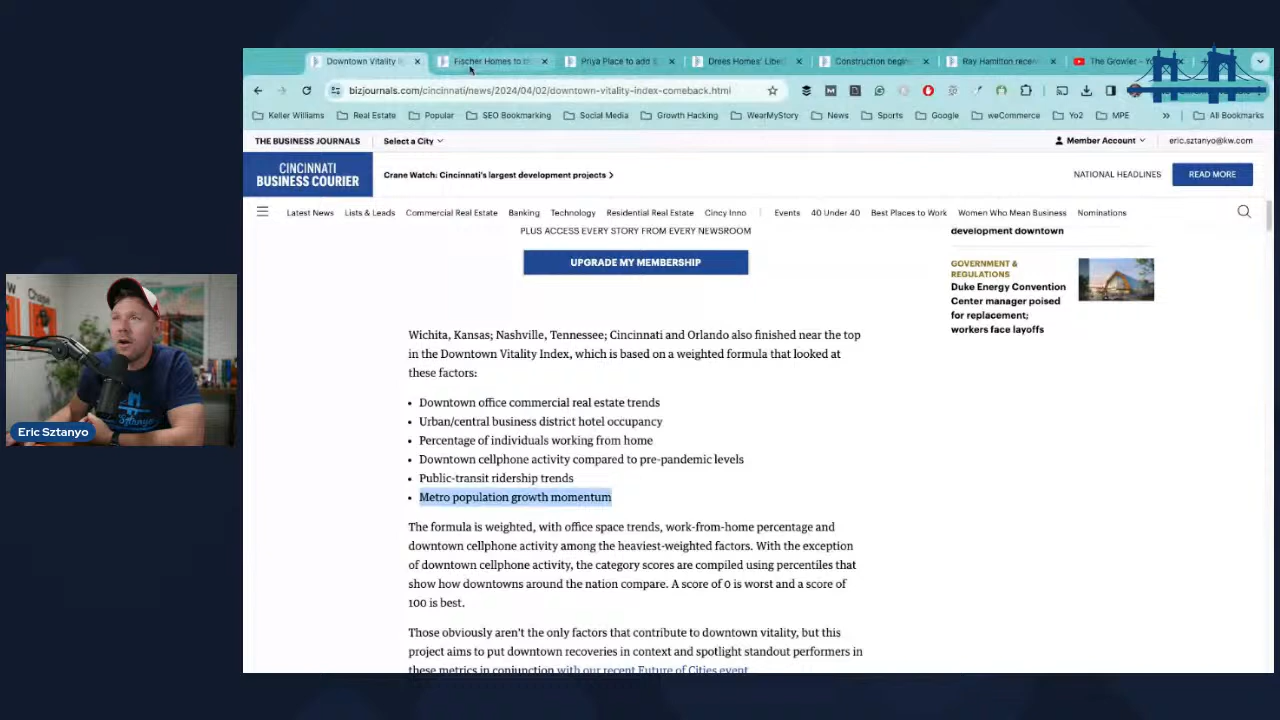 Downtown Vitality I
Fischer Homes to
Priya Place to add
Drees Homes' Libe
Construction begin
Ray Hamilton recei
The Growler – Yo
bizjournals.com/cincinnati/news/2024/04/02/downtown-vitality-index-comeback.html
Keller Williams
Real Estate
Popular
SEO Bookmarking
Social Media
Growth Hacking
WearMyStory
News
Sports
Google
weCommerce
Yo2
MPE
»
All Bookmarks
THE BUSINESS JOURNALS
Select a City
Member Account
eric.sztanyo@kw.com
CINCINNATI
BUSINESS COURIER
Crane Watch: Cincinnati's largest development projects
NATIONAL HEADLINES
READ MORE
Latest News
Lists & Leads
Commercial Real Estate
Banking
Technology
Residential Real Estate
Cincy Inno
Events
40 Under 40
Best Places to Work
Women Who Mean Business
Nominations
PLUS ACCESS EVERY STORY FROM EVERY NEWSROOM
UPGRADE MY MEMBERSHIP
development downtown
GOVERNMENT &
REGULATIONS
Duke Energy Convention
Center manager poised
for replacement;
workers face layoffs
Wichita, Kansas; Nashville, Tennessee; Cincinnati and Orlando also finished near the top
in the Downtown Vitality Index, which is based on a weighted formula that looked at
these factors:
• Downtown office commercial real estate trends
• Urban/central business district hotel occupancy
• Percentage of individuals working from home
• Downtown cellphone activity compared to pre-pandemic levels
• Public-transit ridership trends
• Metro population growth momentum
The formula is weighted, with office space trends, work-from-home percentage and
downtown cellphone activity among the heaviest-weighted factors. With the exception
of downtown cellphone activity, the category scores are compiled using percentiles that
show how downtowns around the nation compare. A score of 0 is worst and a score of
100 is best.
Those obviously aren't the only factors that contribute to downtown vitality, but this
project aims to put downtown recoveries in context and spotlight standout performers in
these metrics in conjunction with our recent Future of Cities event
Eric Sztanyo